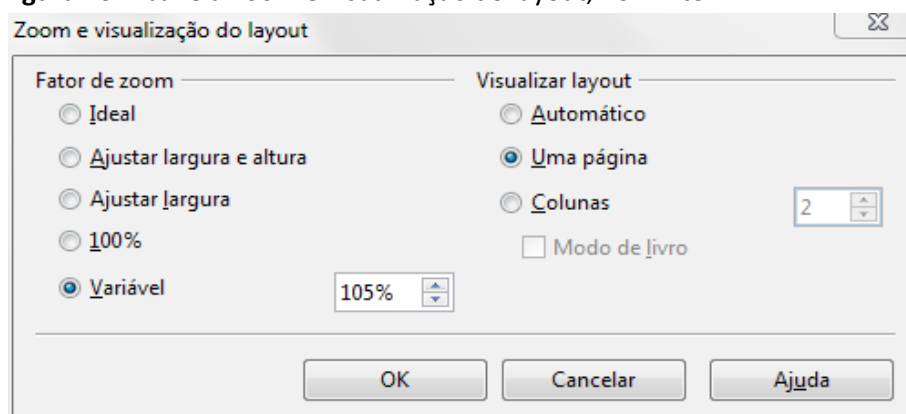 Zoom e visualização do layout
Fator de zoom
Ideal
Ajustar largura e altura
Ajustar largura
100%
Variável 105%
Visualizar layout
Automático
Uma página
Colunas 2
Modo de livro
OK Cancelar Ajuda